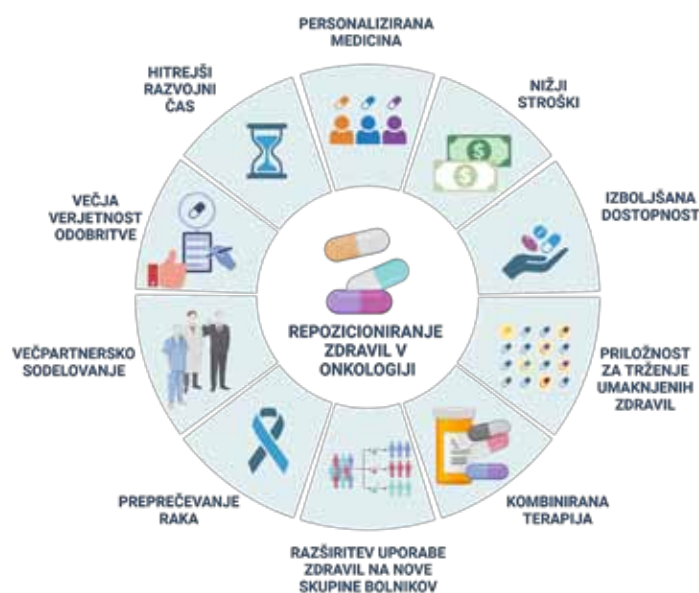 PERSONALIZIRANA
MEDICINA
NIŽJI
STROŠKI
IZBOLJŠANA
DOSTOPNOST
PRILOŽNOST
ZA TRŽENJE
UMAKNJENIH
ZDRAVIL
KOMBINIRANA
TERAPIJA
RAZŠIRITEV UPORABE
ZDRAVIL NA NOVE
SKUPINE BOLNIKOV
PREPREČEVANJE
RAKA
VEČPARTNERSKO
SODELOVANJE
VEČJA
VERJETNOST
ODOBRITVE
HITREJŠI
RAZVOJNI
ČAS
REPOZICIONIRANJE
ZDRAVIL V
ONKOLOGIJI